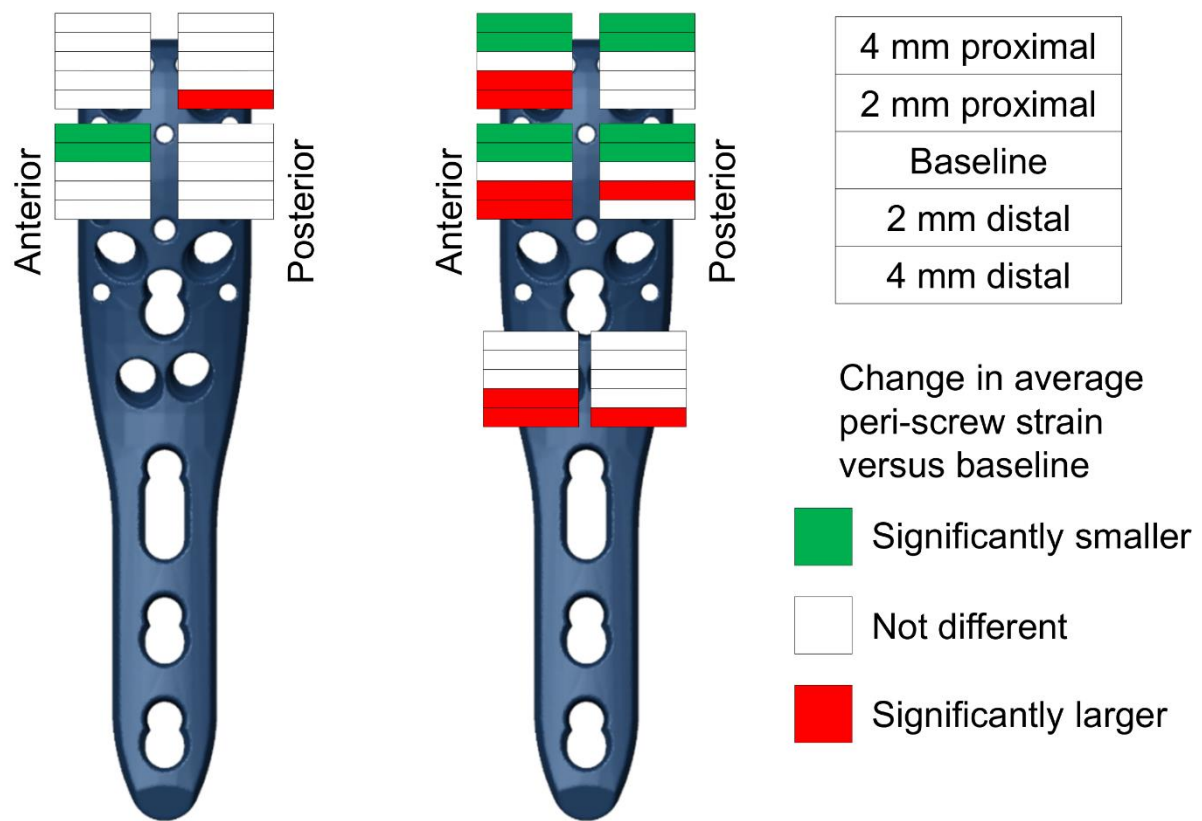 Anterior
Posterior
Anterior
Posterior
4 mm proximal
2 mm proximal
Baseline
2 mm distal
4 mm distal
Change in average
peri-screw strain
versus baseline
Significantly smaller
Not different
Significantly larger